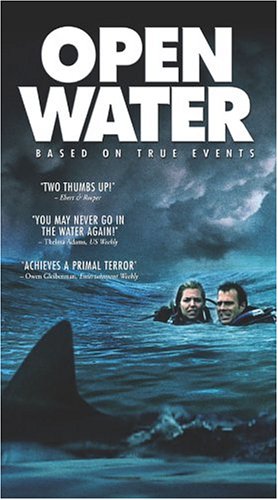 OPEN
WATER
BASED ON TRUE EVENTS
"TWO THUMBS UP!"
– Ebert & Roeper
"YOU MAY NEVER GO IN
THE WATER AGAIN!"
– Thelma Adams, US Weekly
"ACHIEVES A PRIMAL TERROR"
– Owen Gleiberman, Entertainment Weekly